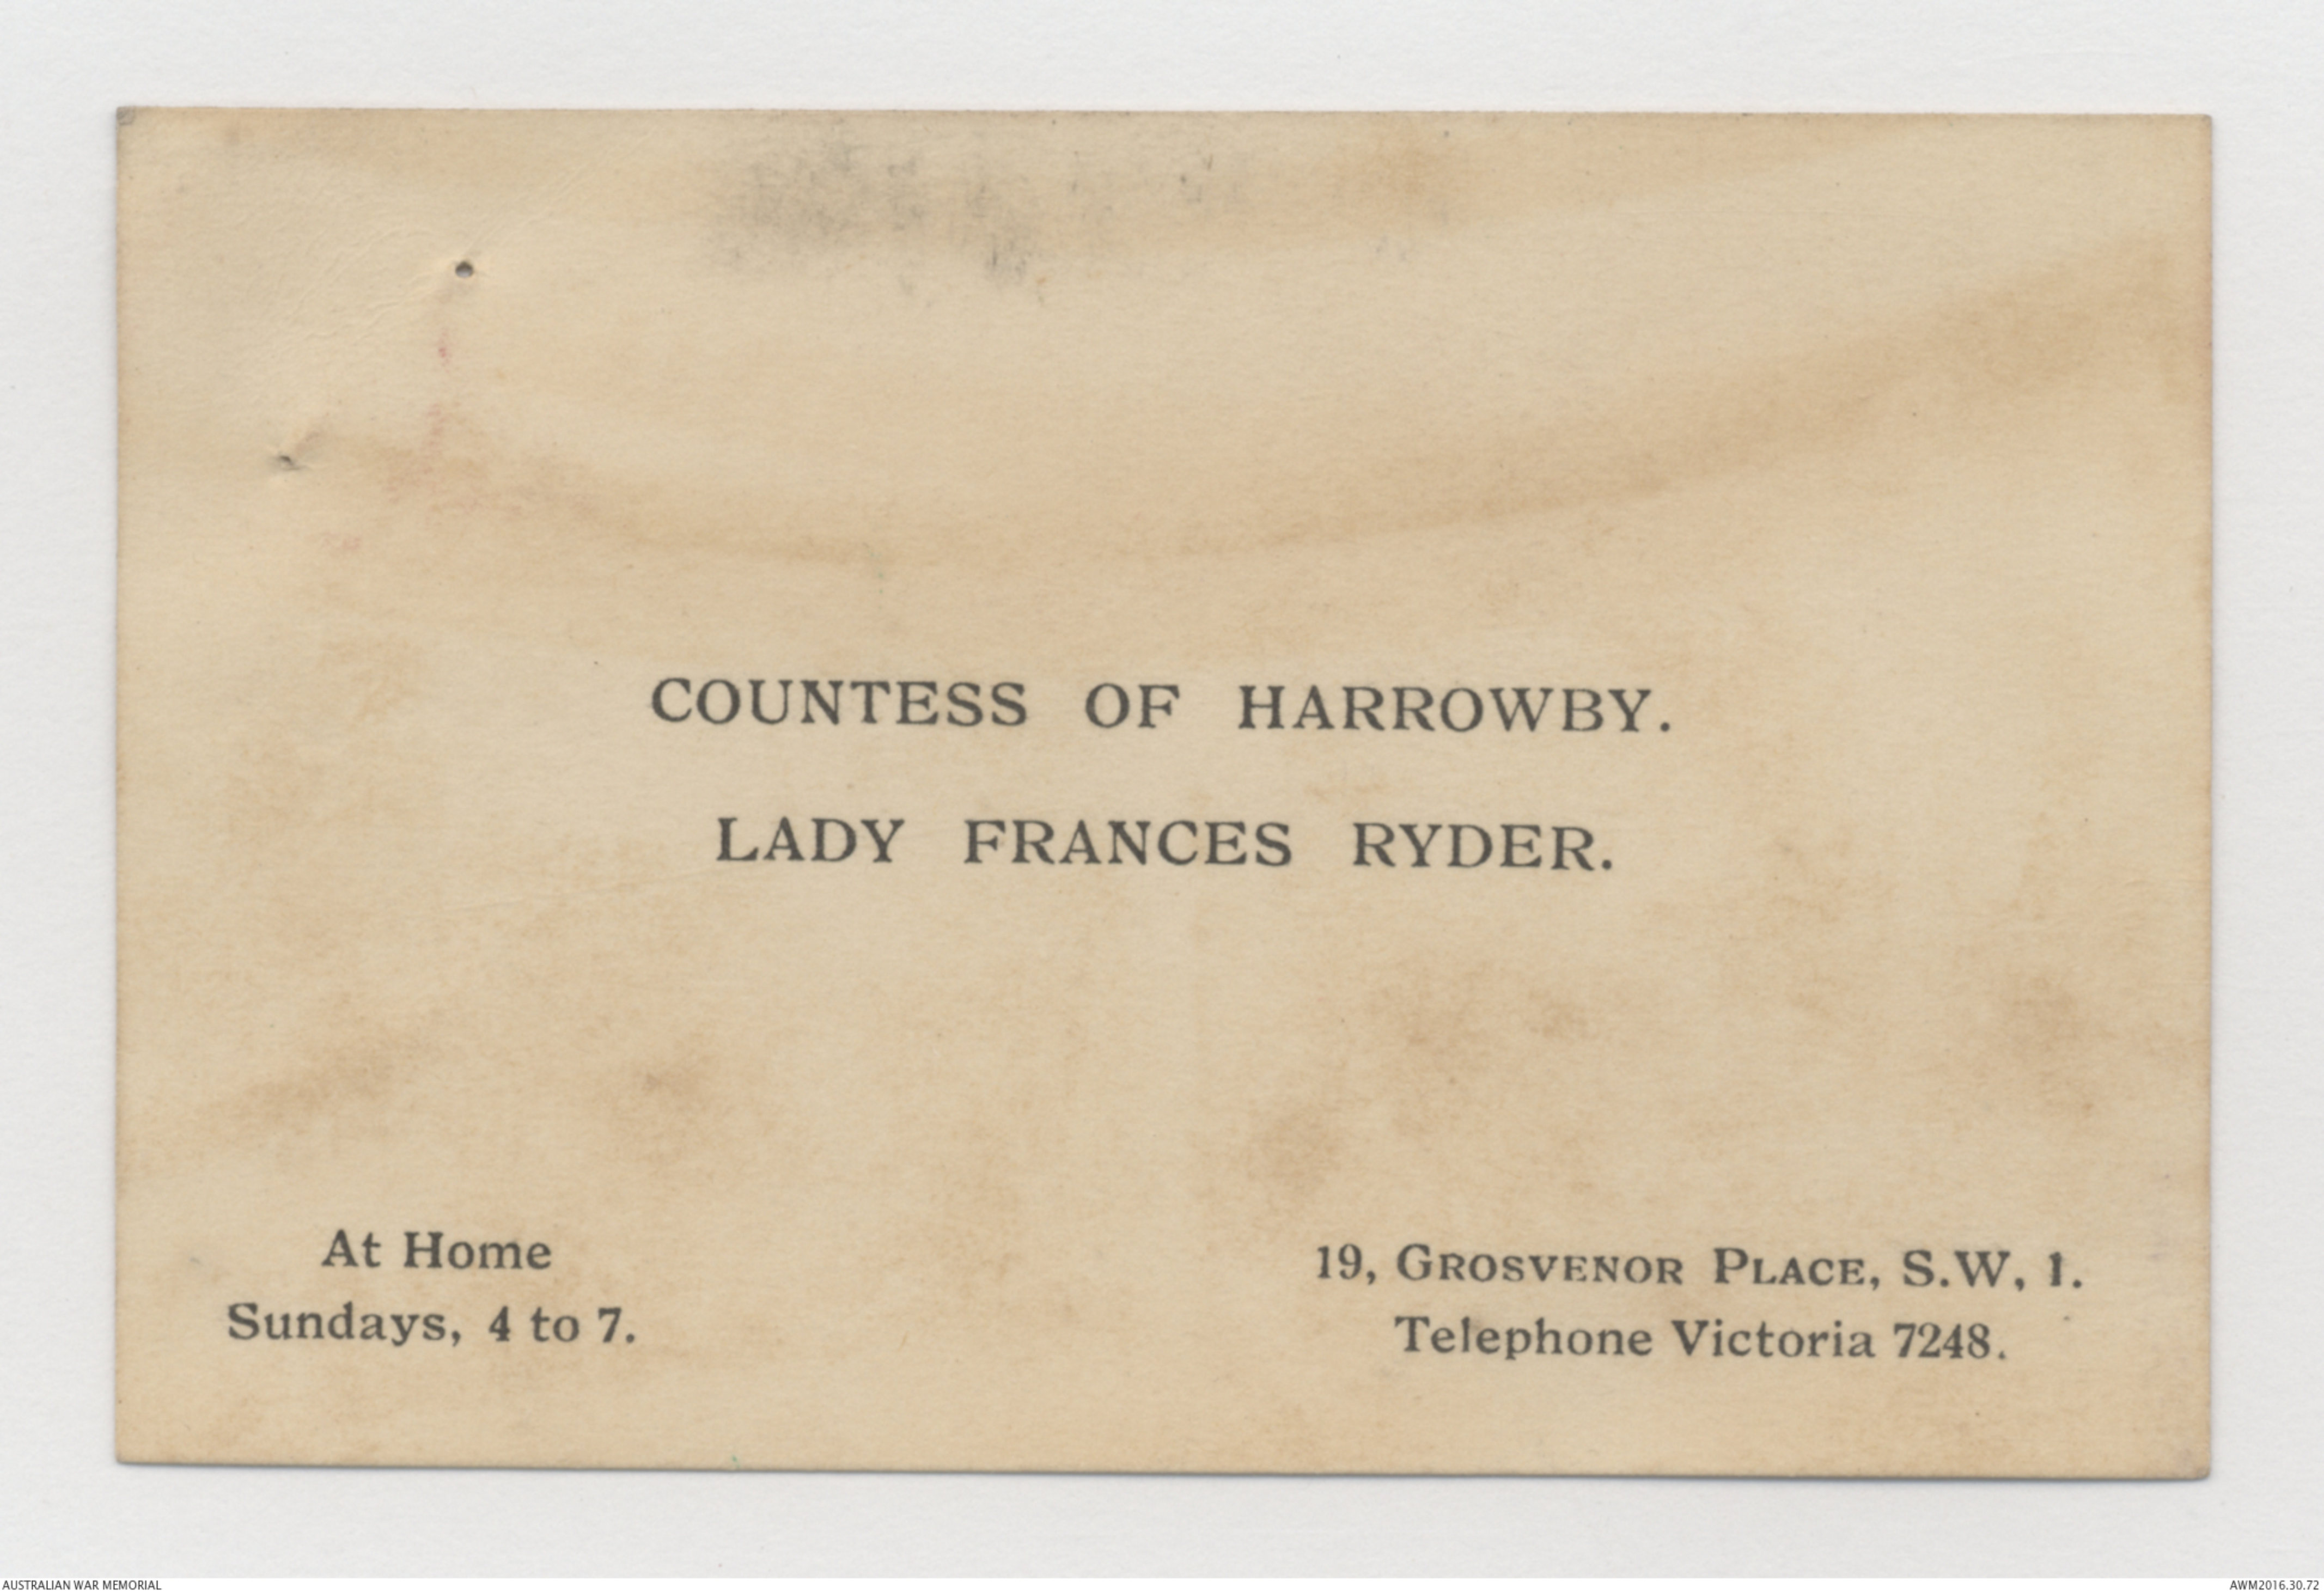 COUNTESS OF HARROWBY.
LADY FRANCES RYDER.
At Home
Sundays, 4 to 7.
19, GROSVENOR PLACE, S.W, 1.
Telephone Victoria 7248.
AUSTRALIAN WAR MEMORIAL
AWM2016.30.72